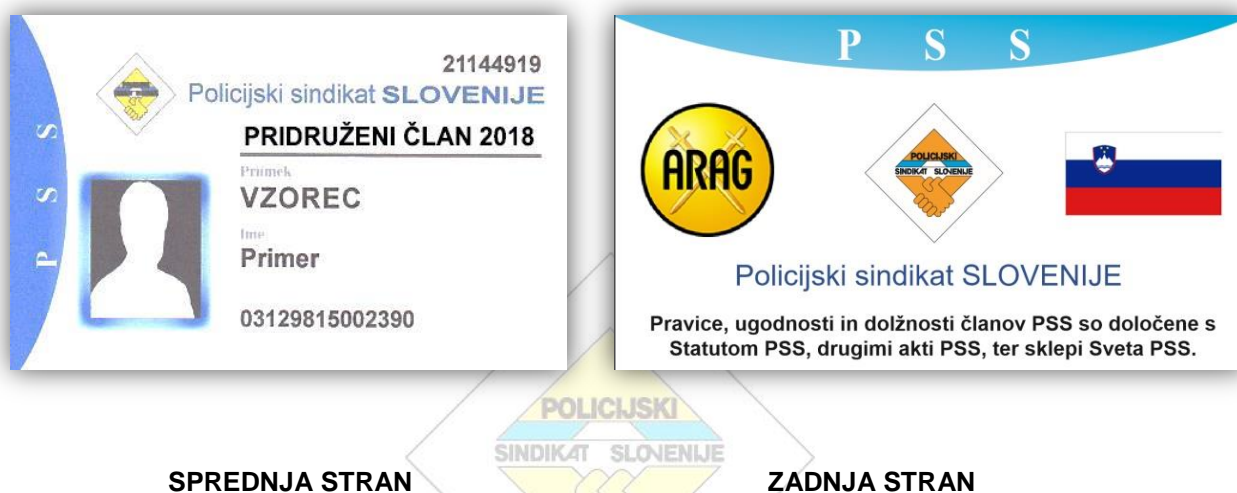 21144919
Policijski sindikat SLOVENIJE
PRIDRUŽENI ČLAN 2018
Priimek
VZOREC
Ime
Primer
03129815002390
P S S
P S S
ARAG
POLICIJSKI
SINDIKAT SLOVENIJE
Policijski sindikat SLOVENIJE
Pravice, ugodnosti in dolžnosti članov PSS so določene s
Statutom PSS, drugimi akti PSS, ter sklepi Sveta PSS.
POLICIJSKI
SINDIKAT SLOVENIJE
SPREDNJA STRAN
ZADNJA STRAN